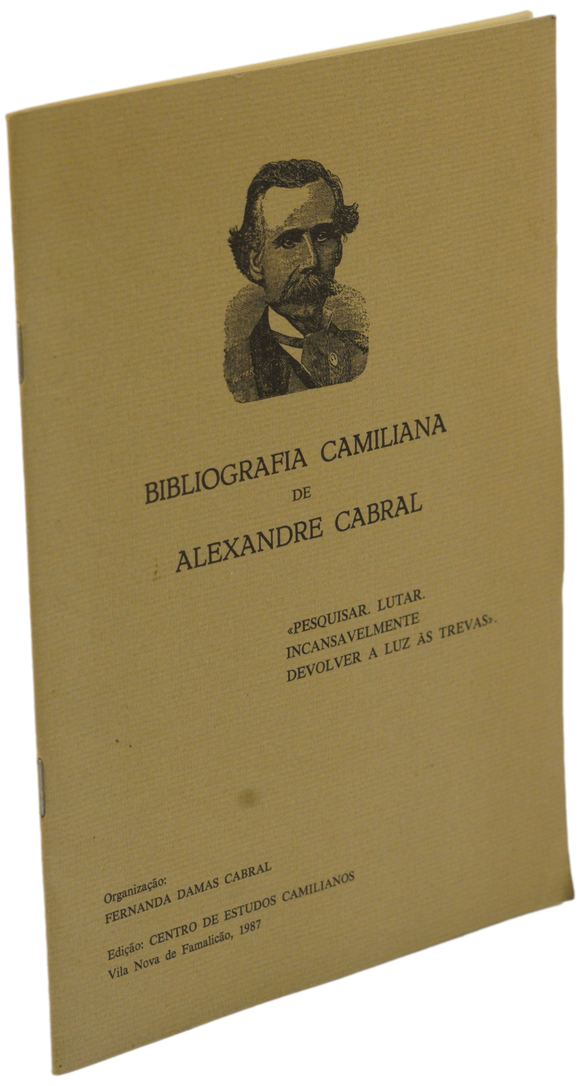 BIBLIOGRAFIA CAMILIANA
DE
ALEXANDRE CABRAL
«PESQUISAR. LUTAR.
INCANSAVELMENTE
DEVOLVER A LUZ ÀS TREVAS».
Organização:
FERNANDA DAMAS CABRAL
Edição: CENTRO DE ESTUDOS CAMILIANOS
Vila Nova de Famalicão, 1987